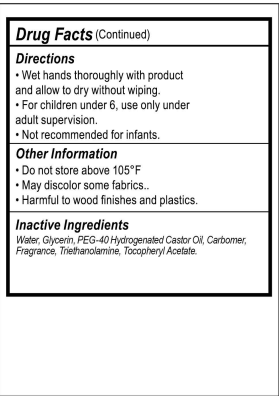 Drug Facts (Continued)
Directions
• Wet hands thoroughly with product
and allow to dry without wiping.
• For children under 6, use only under
adult supervision.
• Not recommended for infants.
Other Information
• Do not store above 105°F
• May discolor some fabrics..
• Harmful to wood finishes and plastics.
Inactive Ingredients
Water, Glycerin, PEG-40 Hydrogenated Castor Oil, Carbomer,
Fragrance, Triethanolamine, Tocopheryl Acetate.